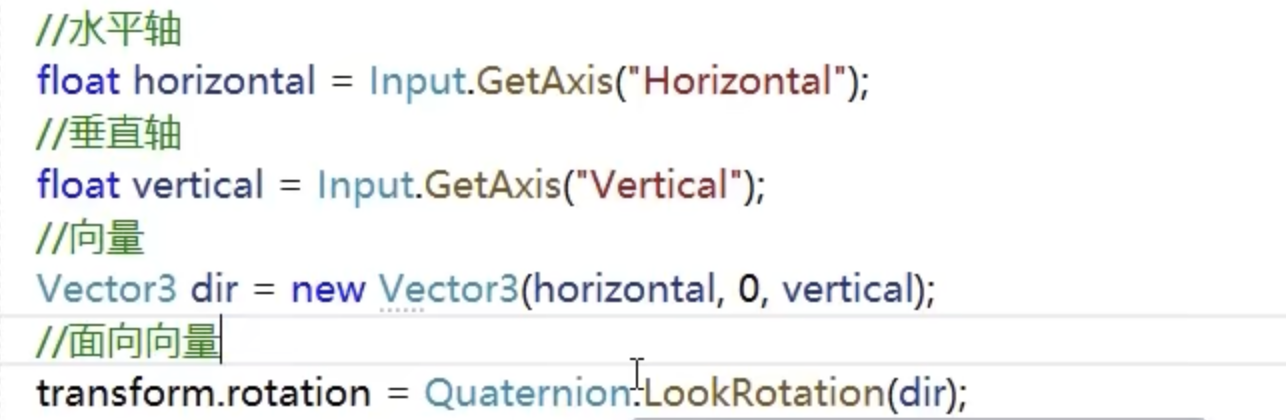 //水平轴
float horizontal = Input.GetAxis("Horizontal");
//垂直轴
float vertical = Input.GetAxis("Vertical");
//向量
Vector3 dir = new Vector3(horizontal, 0, vertical);
//面向向量
transform.rotation = Quaternion.LookRotation(dir);